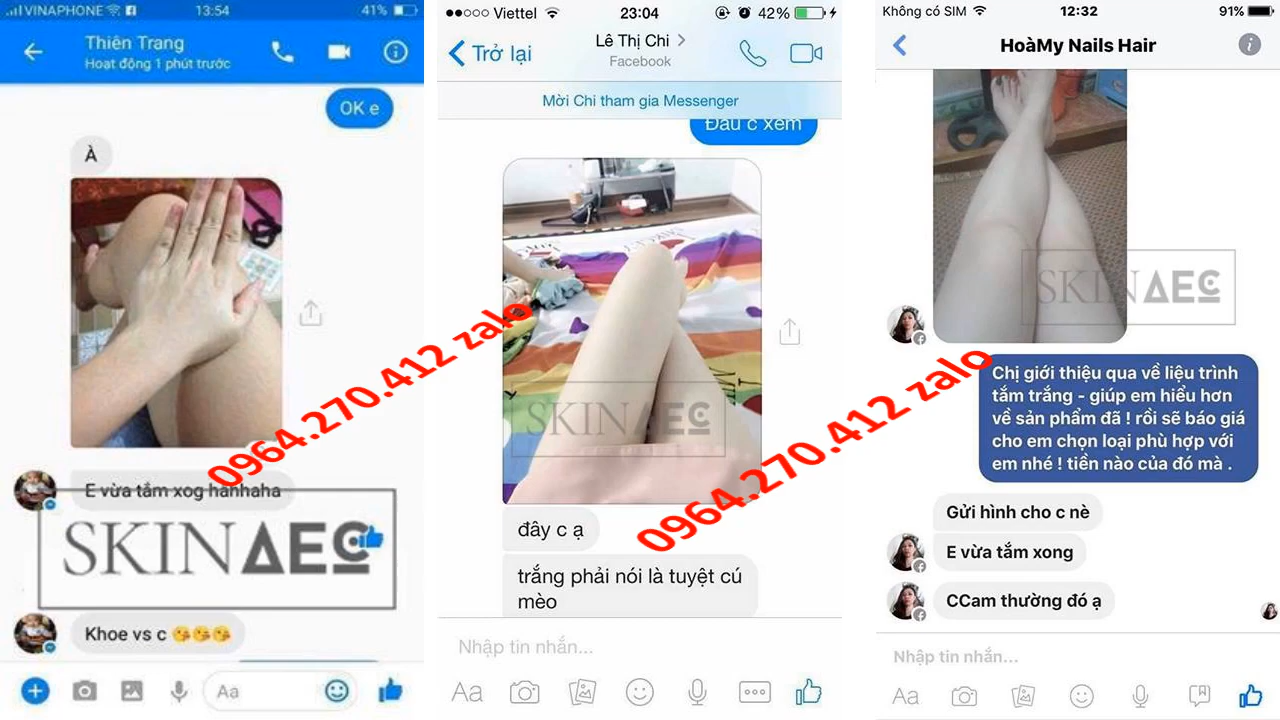 VINAPHONE
13:54
41%
Thiên Trang
Hoạt động 1 phút trước
OK e
À
E vừa tắm xog hahhaha
SKINAEC
Khoe vs c 😘😘😘
Aa
Viettel
23:04
42%
Trở lại
Lê Thị Chi
Facebook
Mời Chi tham gia Messenger
Đâu c xem
SKINAEC
đây c ạ
trắng phải nói là tuyệt cú
mèo
Nhập tin nhắn...
Aa
Không có SIM
12:32
91%
HoàMy Nails Hair
SKINAEC
Chị giới thiệu qua về liệu trình
tắm trắng - giúp em hiểu hơn
về sản phẩm đã ! rồi sẽ báo giá
cho em chọn loại phù hợp với
em nhé ! tiền nào của đó mà .
Gửi hình cho c nè
E vừa tắm xong
CCam thường đó ạ
Nhập tin nhắn...
Aa
0964.270.412 zalo
0964.270.412 zalo